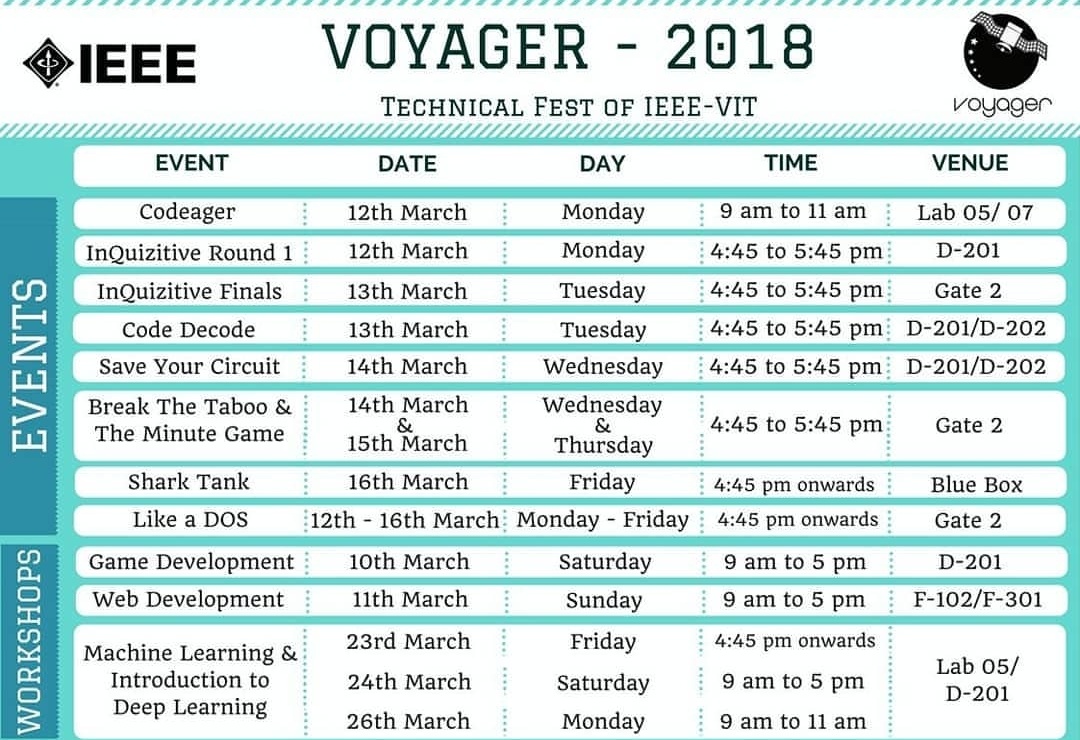 IEEE
VOYAGER - 2018
TECHNICAL FEST OF IEEE-VIT
voyager
EVENT DATE DAY TIME VENUE
EVENTS
Codeager 12th March Monday 9 am to 11 am Lab 05/ 07
InQuizitive Round 1 12th March Monday 4:45 to 5:45 pm D-201
InQuizitive Finals 13th March Tuesday 4:45 to 5:45 pm Gate 2
Code Decode 13th March Tuesday 4:45 to 5:45 pm D-201/D-202
Save Your Circuit 14th March Wednesday 4:45 to 5:45 pm D-201/D-202
Break The Taboo &
The Minute Game
14th March
&
15th March
Wednesday
&
Thursday
4:45 to 5:45 pm
Gate 2
Shark Tank 16th March Friday 4:45 pm onwards Blue Box
Like a DOS 12th - 16th March Monday - Friday 4:45 pm onwards Gate 2
WORKSHOPS
Game Development 10th March Saturday 9 am to 5 pm D-201
Web Development 11th March Sunday 9 am to 5 pm F-102/F-301
Machine Learning &
Introduction to
Deep Learning
23rd March Friday 4:45 pm onwards
24th March Saturday 9 am to 5 pm
26th March Monday 9 am to 11 am
Lab 05/
D-201